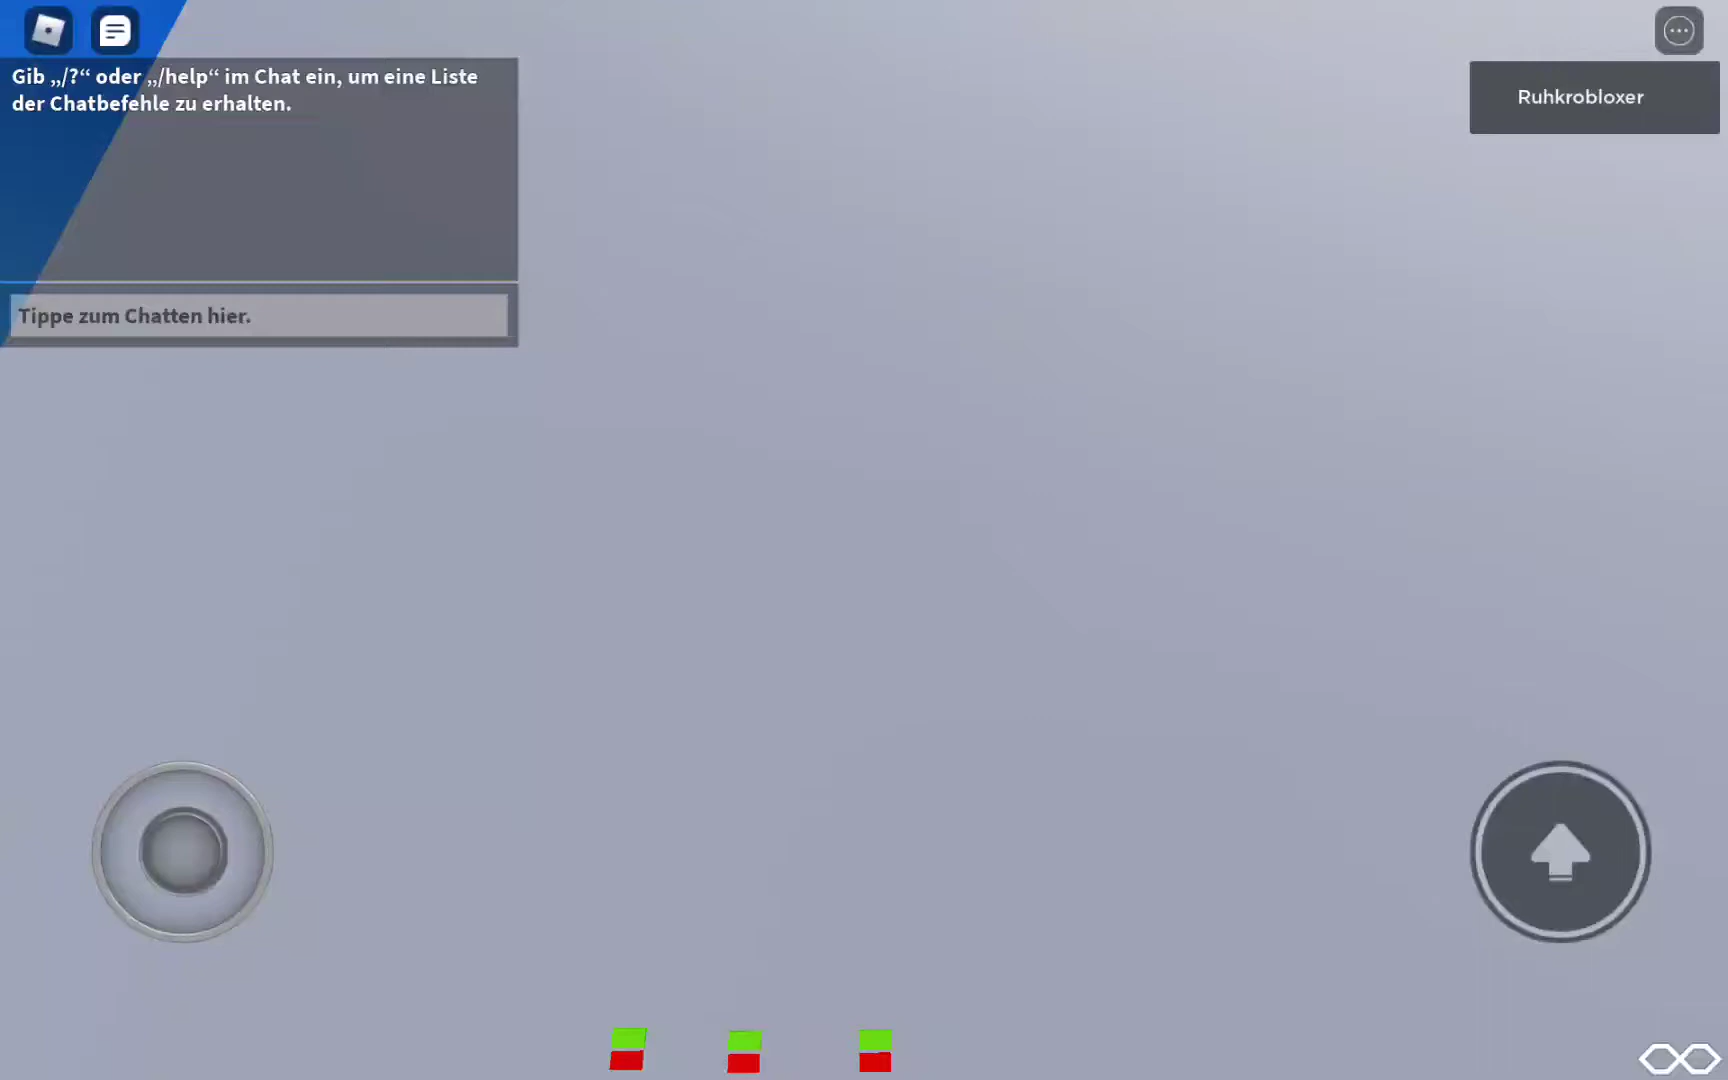 Gib „/?“ oder „/help“ im Chat ein, um eine Liste
der Chatbefehle zu erhalten.
Ruhkrobloxer
Tippe zum Chatten hier.